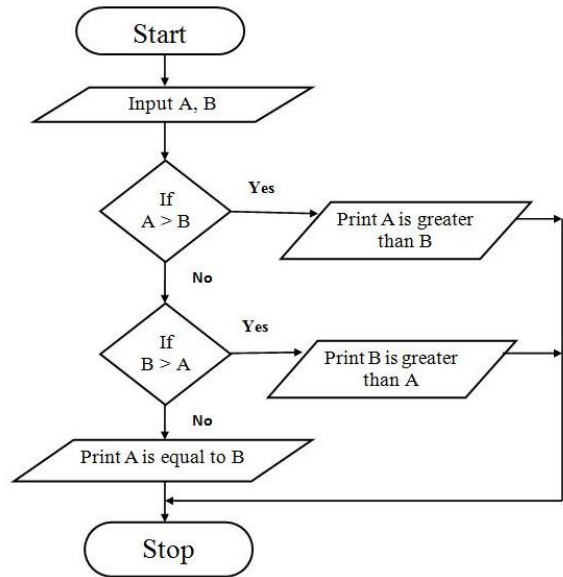 Start
Input A, B
If
A > B
Yes
Print A is greater
than B
No
If
B > A
Yes
Print B is greater
than A
No
Print A is equal to B
Stop